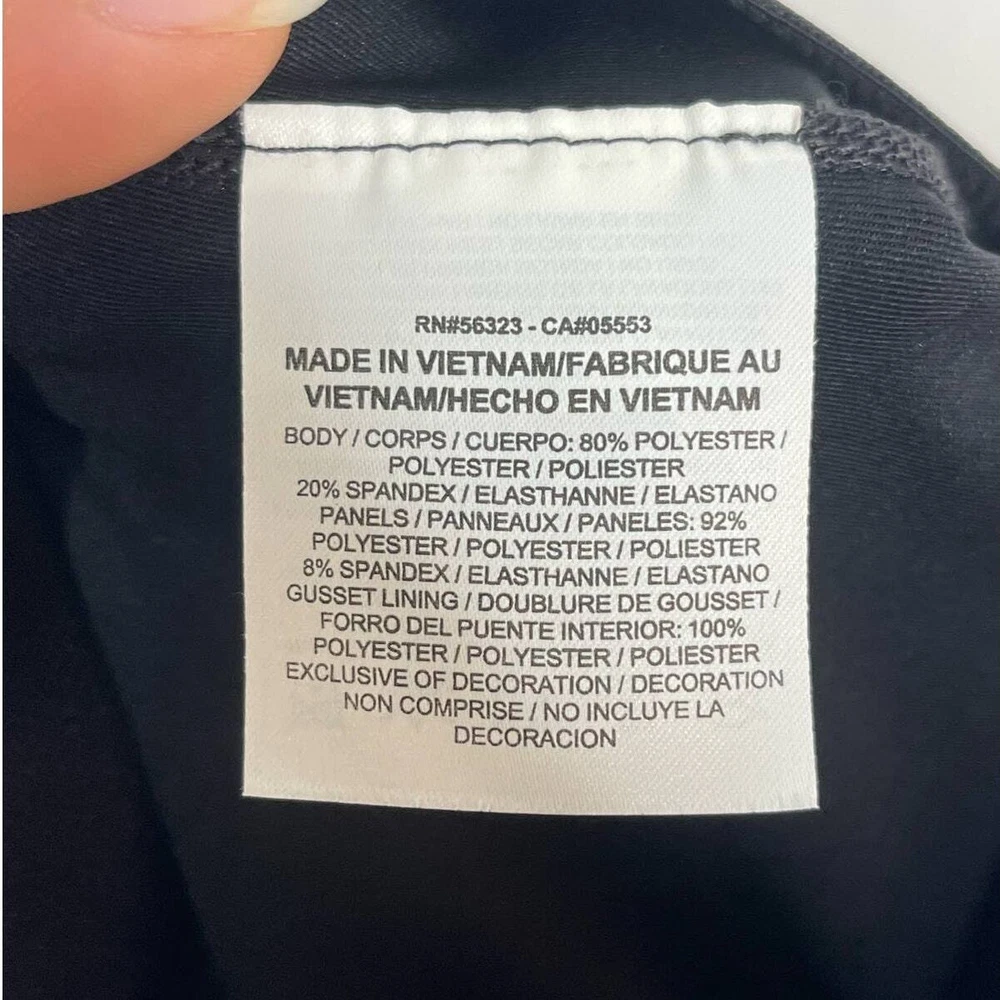 RN#56323 - CA#05553
MADE IN VIETNAM/FABRIQUE AU
VIETNAM/HECHO EN VIETNAM
BODY / CORPS / CUERPO: 80% POLYESTER /
POLYESTER / POLIESTER
20% SPANDEX / ELASTHANNE / ELASTANO
PANELS / PANNEAUX / PANELES: 92%
POLYESTER / POLYESTER / POLIESTER
8% SPANDEX / ELASTHANNE / ELASTANO
GUSSET LINING / DOUBLURE DE GOUSSET /
FORRO DEL PUENTE INTERIOR: 100%
POLYESTER / POLYESTER / POLIESTER
EXCLUSIVE OF DECORATION / DECORATION
NON COMPRISE / NO INCLUYE LA
DECORACION